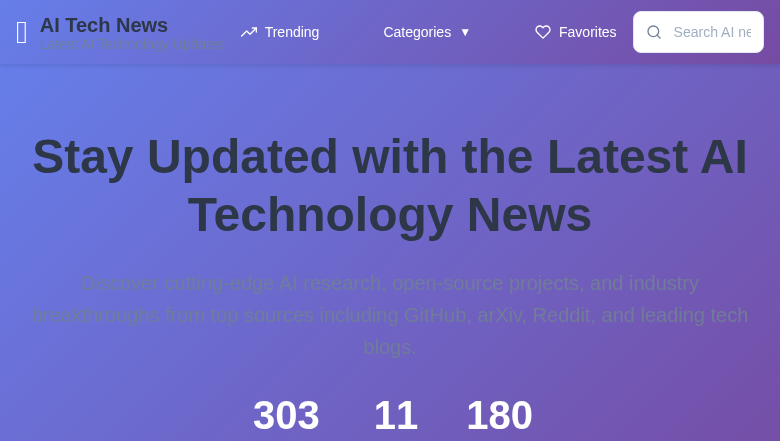 AI Tech News
Latest AI Technology Updates
Trending
Categories ▼
Favorites
Search AI ne
Stay Updated with the Latest AI
Technology News
Discover cutting-edge AI research, open-source projects, and industry
breakthroughs from top sources including GitHub, arXiv, Reddit, and leading tech
blogs.
303 11 180